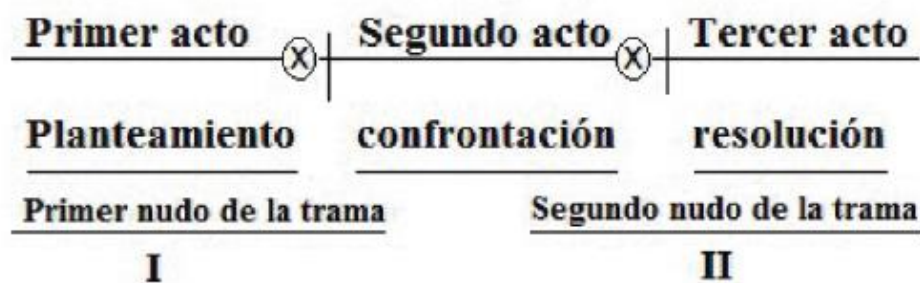 Primer acto Segundo acto Tercer acto
X X
Planteamiento confrontación resolución
Primer nudo de la trama Segundo nudo de la trama
I II